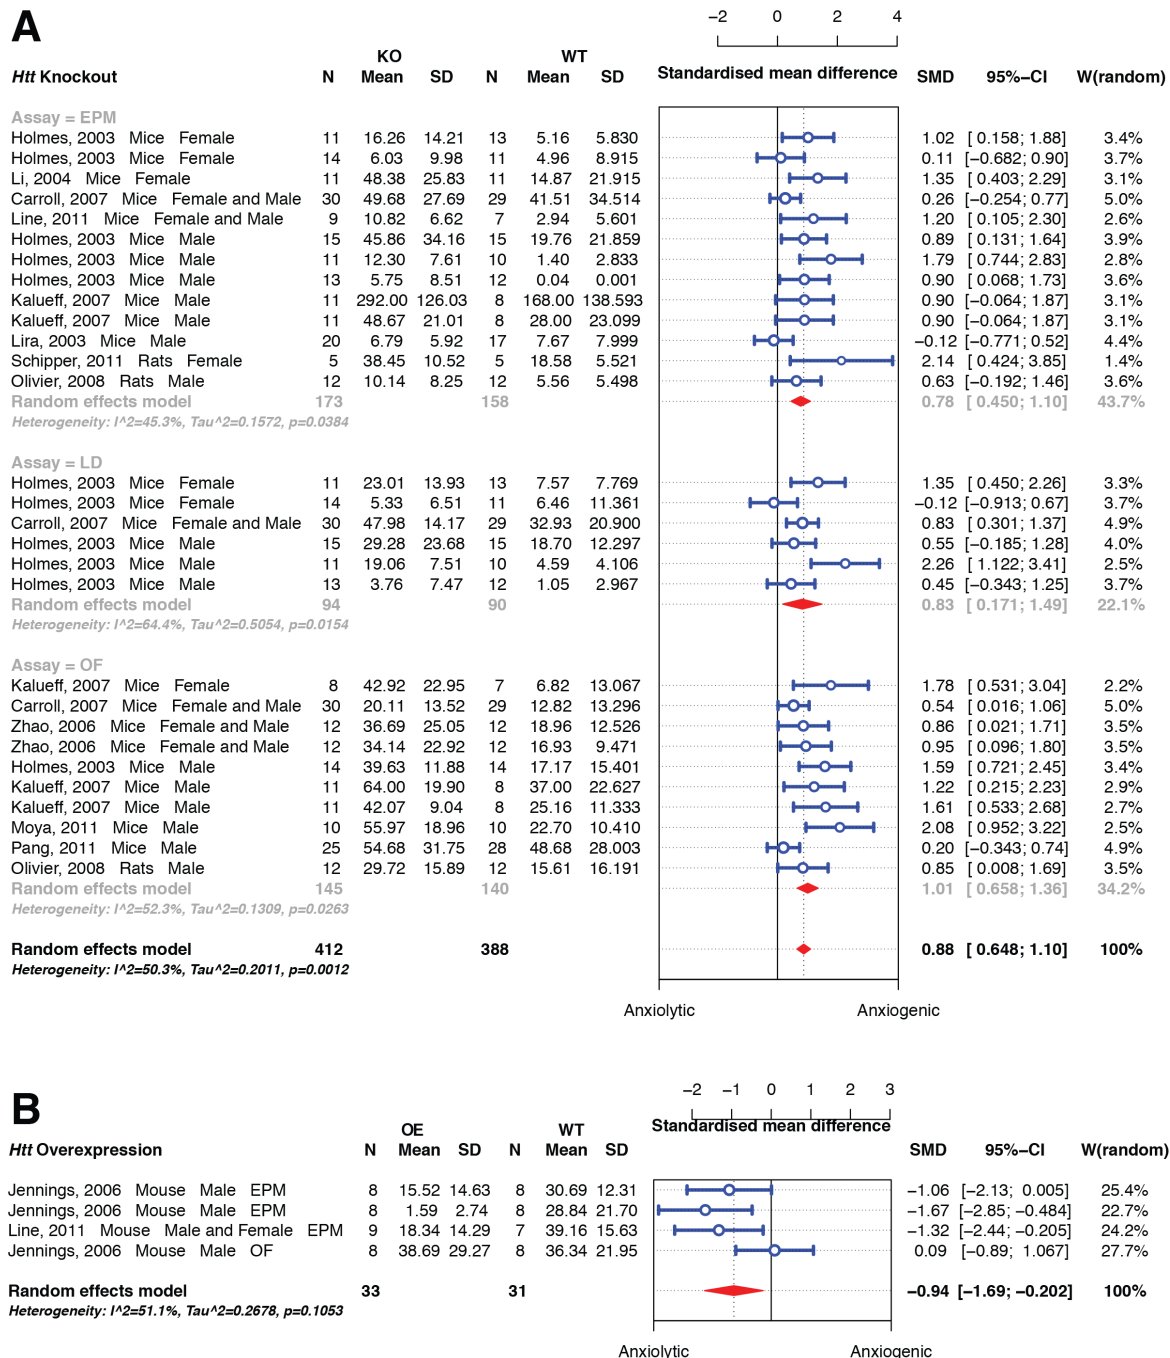 A
−2 0 2 4
KO WT
Htt Knockout N Mean SD N Mean SD Standardised mean difference SMD 95%−CI W(random)
Assay = EPM
Holmes, 2003 Mice Female 11 16.26 14.21 13 5.16 5.830 1.02 [ 0.158; 1.88] 3.4%
Holmes, 2003 Mice Female 14 6.03 9.98 11 4.96 8.915 0.11 [−0.682; 0.90] 3.7%
Li, 2004 Mice Female 11 48.38 25.83 11 14.87 21.915 1.35 [ 0.403; 2.29] 3.1%
Carroll, 2007 Mice Female and Male 30 49.68 27.69 29 41.51 34.514 0.26 [−0.254; 0.77] 5.0%
Line, 2011 Mice Female and Male 9 10.82 6.62 7 2.94 5.601 1.20 [ 0.105; 2.30] 2.6%
Holmes, 2003 Mice Male 15 45.86 34.16 15 19.76 21.859 0.89 [ 0.131; 1.64] 3.9%
Holmes, 2003 Mice Male 11 12.30 7.61 10 1.40 2.833 1.79 [ 0.744; 2.83] 2.8%
Holmes, 2003 Mice Male 13 5.75 8.51 12 0.04 0.001 0.90 [ 0.068; 1.73] 3.6%
Kalueff, 2007 Mice Male 11 292.00 126.03 8 168.00 138.593 0.90 [−0.064; 1.87] 3.1%
Kalueff, 2007 Mice Male 11 48.67 21.01 8 28.00 23.099 0.90 [−0.064; 1.87] 3.1%
Lira, 2003 Mice Male 20 6.79 5.92 17 7.67 7.999 −0.12 [−0.771; 0.52] 4.4%
Schipper, 2011 Rats Female 5 38.45 10.52 5 18.58 5.521 2.14 [ 0.424; 3.85] 1.4%
Olivier, 2008 Rats Male 12 10.14 8.25 12 5.56 5.498 0.63 [−0.192; 1.46] 3.6%
Random effects model 173 158 0.78 [ 0.450; 1.10] 43.7%
Heterogeneity: I^2=45.3%, Tau^2=0.1572, p=0.0384
Assay = LD
Holmes, 2003 Mice Female 11 23.01 13.93 13 7.57 7.769 1.35 [ 0.450; 2.26] 3.3%
Holmes, 2003 Mice Female 14 5.33 6.51 11 6.46 11.361 −0.12 [−0.913; 0.67] 3.7%
Carroll, 2007 Mice Female and Male 30 47.98 14.17 29 32.93 20.900 0.83 [ 0.301; 1.37] 4.9%
Holmes, 2003 Mice Male 15 29.28 23.68 15 18.70 12.297 0.55 [−0.185; 1.28] 4.0%
Holmes, 2003 Mice Male 11 19.06 7.51 10 4.59 4.106 2.26 [ 1.122; 3.41] 2.5%
Holmes, 2003 Mice Male 13 3.76 7.47 12 1.05 2.967 0.45 [−0.343; 1.25] 3.7%
Random effects model 94 90 0.83 [ 0.171; 1.49] 22.1%
Heterogeneity: I^2=64.4%, Tau^2=0.5054, p=0.0154
Assay = OF
Kalueff, 2007 Mice Female 8 42.92 22.95 7 6.82 13.067 1.78 [ 0.531; 3.04] 2.2%
Carroll, 2007 Mice Female and Male 30 20.11 13.52 29 12.82 13.296 0.54 [ 0.016; 1.06] 5.0%
Zhao, 2006 Mice Female and Male 12 36.69 25.05 12 18.96 12.526 0.86 [ 0.021; 1.71] 3.5%
Zhao, 2006 Mice Female and Male 12 34.14 22.92 12 16.93 9.471 0.95 [ 0.096; 1.80] 3.5%
Holmes, 2003 Mice Male 14 39.63 11.88 14 17.17 15.401 1.59 [ 0.721; 2.45] 3.4%
Kalueff, 2007 Mice Male 11 64.00 19.90 8 37.00 22.627 1.22 [ 0.215; 2.23] 2.9%
Kalueff, 2007 Mice Male 11 42.07 9.04 8 25.16 11.333 1.61 [ 0.533; 2.68] 2.7%
Moya, 2011 Mice Male 10 55.97 18.96 10 22.70 10.410 2.08 [ 0.952; 3.22] 2.5%
Pang, 2011 Mice Male 25 54.68 31.75 28 48.68 28.003 0.20 [−0.343; 0.74] 4.9%
Olivier, 2008 Rats Male 12 29.72 15.89 12 15.61 16.191 0.85 [ 0.008; 1.69] 3.5%
Random effects model 145 140 1.01 [ 0.658; 1.36] 34.2%
Heterogeneity: I^2=52.3%, Tau^2=0.1309, p=0.0263
Random effects model 412 388 0.88 [ 0.648; 1.10] 100%
Heterogeneity: I^2=50.3%, Tau^2=0.2011, p=0.0012
Anxiolytic Anxiogenic
B
−2 −1 0 1 2 3
OE WT Standardised mean difference
Htt Overexpression N Mean SD N Mean SD SMD 95%−CI W(random)
Jennings, 2006 Mouse Male EPM 8 15.52 14.63 8 30.69 12.31 −1.06 [−2.13; 0.005] 25.4%
Jennings, 2006 Mouse Male EPM 8 1.59 2.74 8 28.84 21.70 −1.67 [−2.85; −0.484] 22.7%
Line, 2011 Mouse Male and Female EPM 9 18.34 14.29 7 39.16 15.63 −1.32 [−2.44; −0.205] 24.2%
Jennings, 2006 Mouse Male OF 8 38.69 29.27 8 36.34 21.95 0.09 [−0.89; 1.067] 27.7%
Random effects model 33 31 −0.94 [−1.69; −0.202] 100%
Heterogeneity: I^2=51.1%, Tau^2=0.2678, p=0.1053
Anxiolytic Anxiogenic